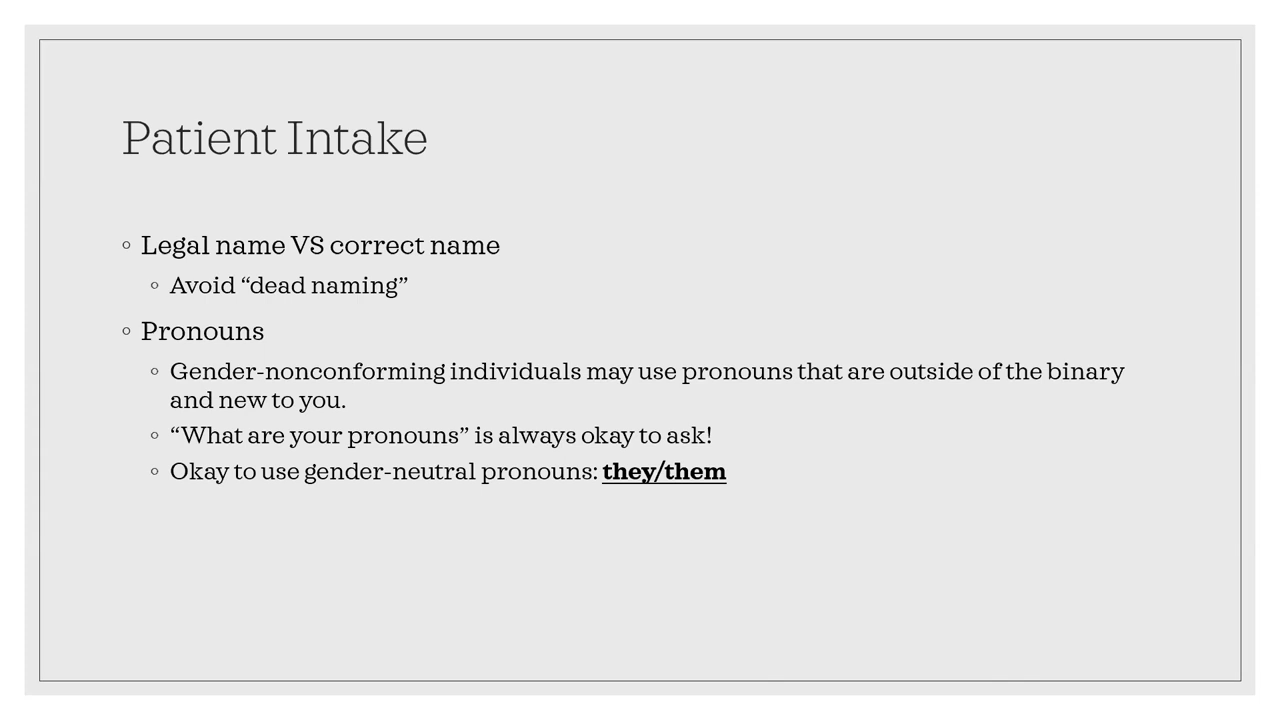 Patient Intake
◦ Legal name VS correct name
◦ Avoid “dead naming”
◦ Pronouns
◦ Gender-nonconforming individuals may use pronouns that are outside of the binary
and new to you.
◦ “What are your pronouns” is always okay to ask!
◦ Okay to use gender-neutral pronouns: they/them